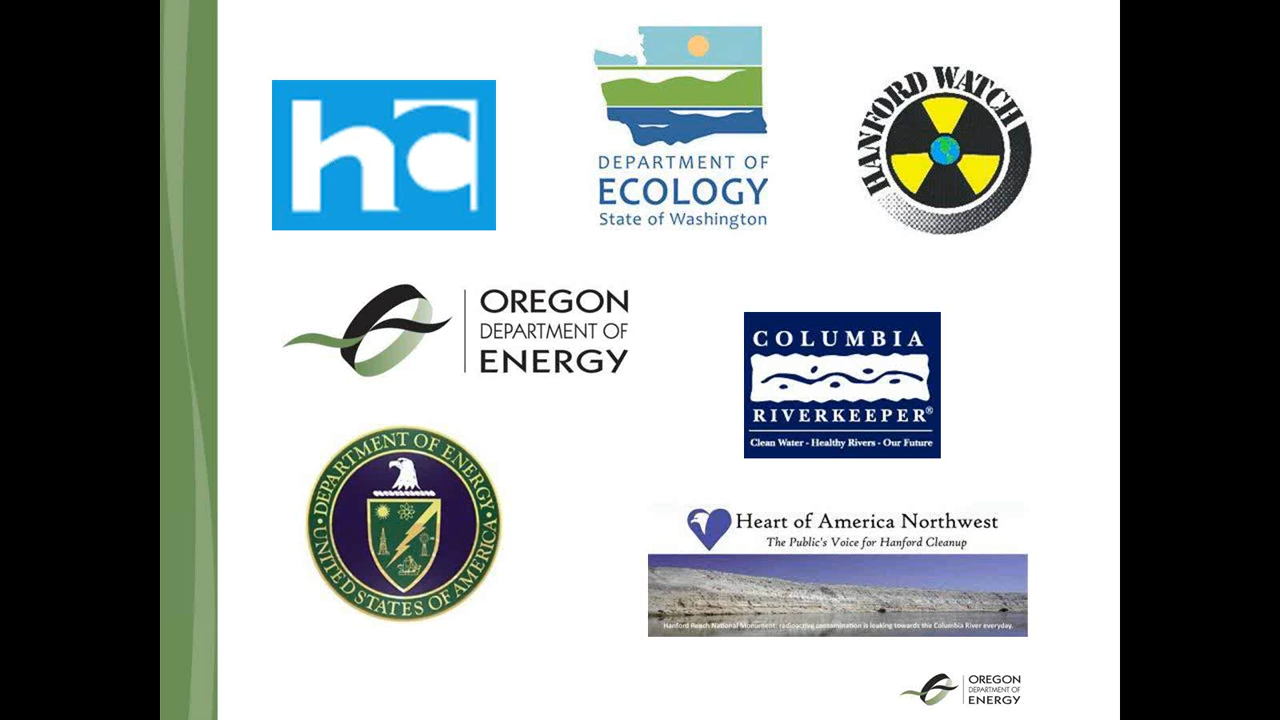 hc
DEPARTMENT OF
ECOLOGY
State of Washington
HANFORD WATCH
OREGON
DEPARTMENT OF
ENERGY
COLUMBIA
RIVERKEEPER®
Clean Water - Healthy Rivers - Our Future
DEPARTMENT OF ENERGY
UNITED STATES OF AMERICA
Heart of America Northwest
The Public's Voice for Hanford Cleanup
Hanford Reach National Monument: radioactive contamination is leaking towards the Columbia River everyday.
OREGON
DEPARTMENT OF
ENERGY